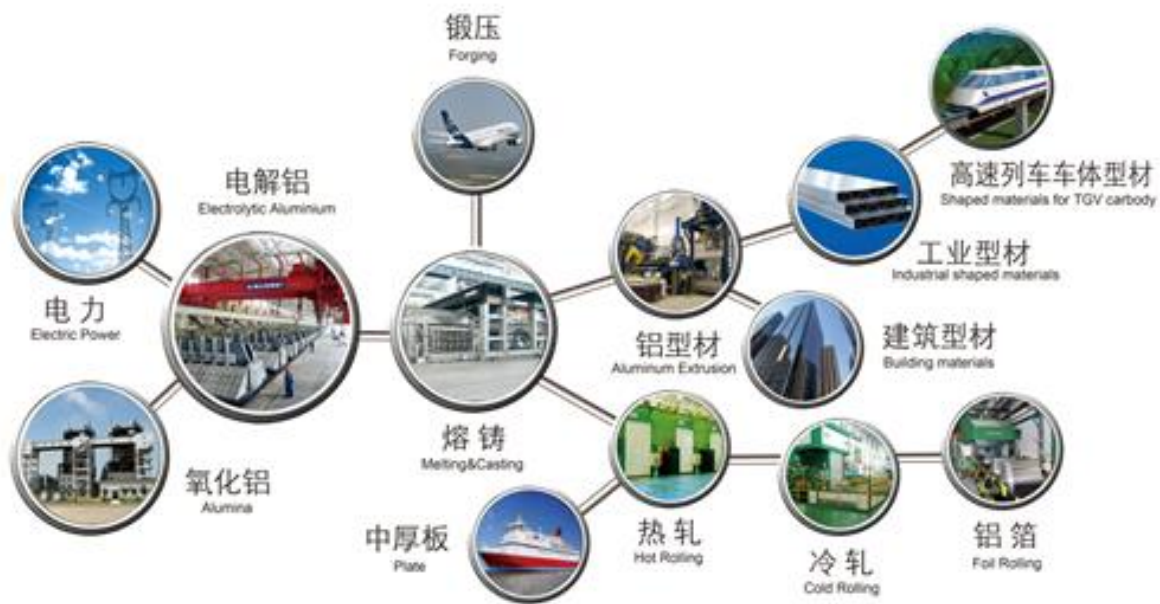 锻压
Forging
电解铝
Electrolytic Aluminium
高速列车车体型材
Shaped materials for TGV carbody
工业型材
Industrial shaped materials
电力
Electric Power
铝型材
Aluminum Extrusion
建筑型材
Building materials
熔铸
Melting&Casting
氧化铝
Alumina
中厚板
Plate
热轧
Hot Rolling
冷轧
Cold Rolling
铝箔
Foil Rolling